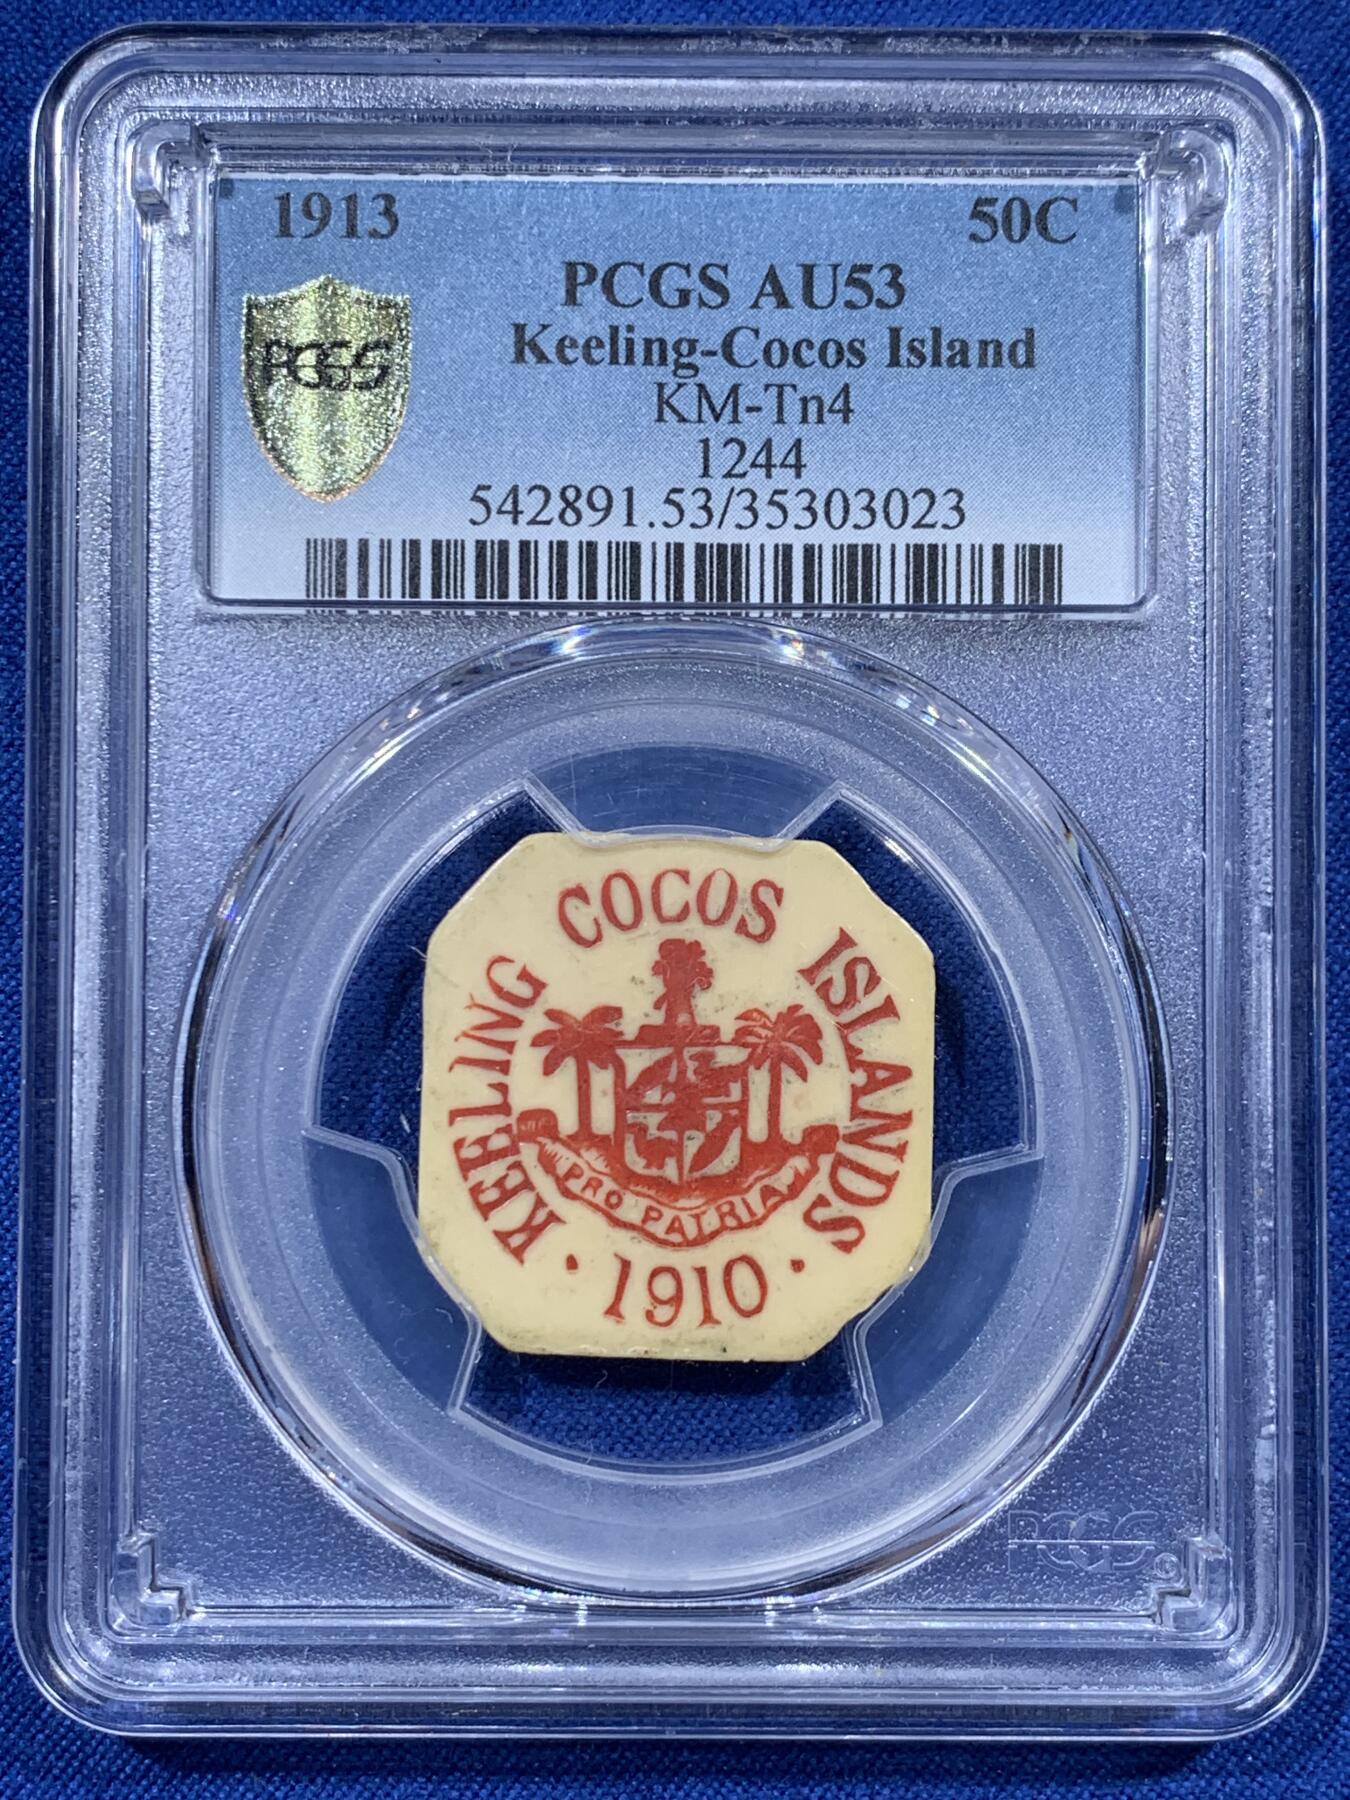 1913 50C
PCGS AU53
Keeling-Cocos Island
KM-Tn4
1244
542891.53/35303023
PCGS
KEELING COCOS ISLANDS
PRO PATRIA
· 1910 ·
PCGS